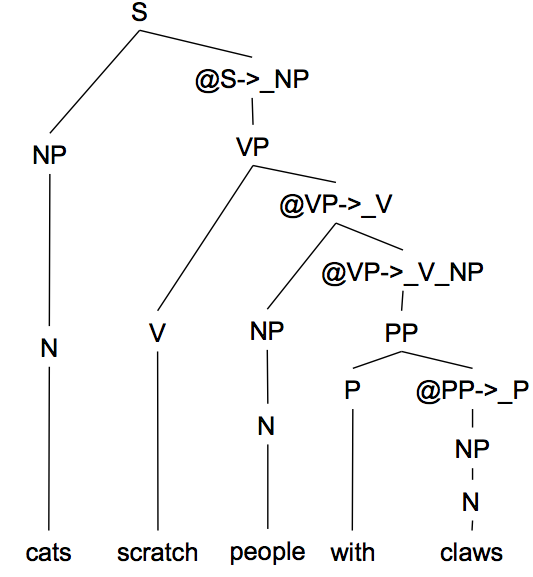 S
@S->_NP
NP VP
@VP->_V
@VP->_V_NP
N V NP PP
P @PP->_P
N
NP
N
cats scratch people with claws